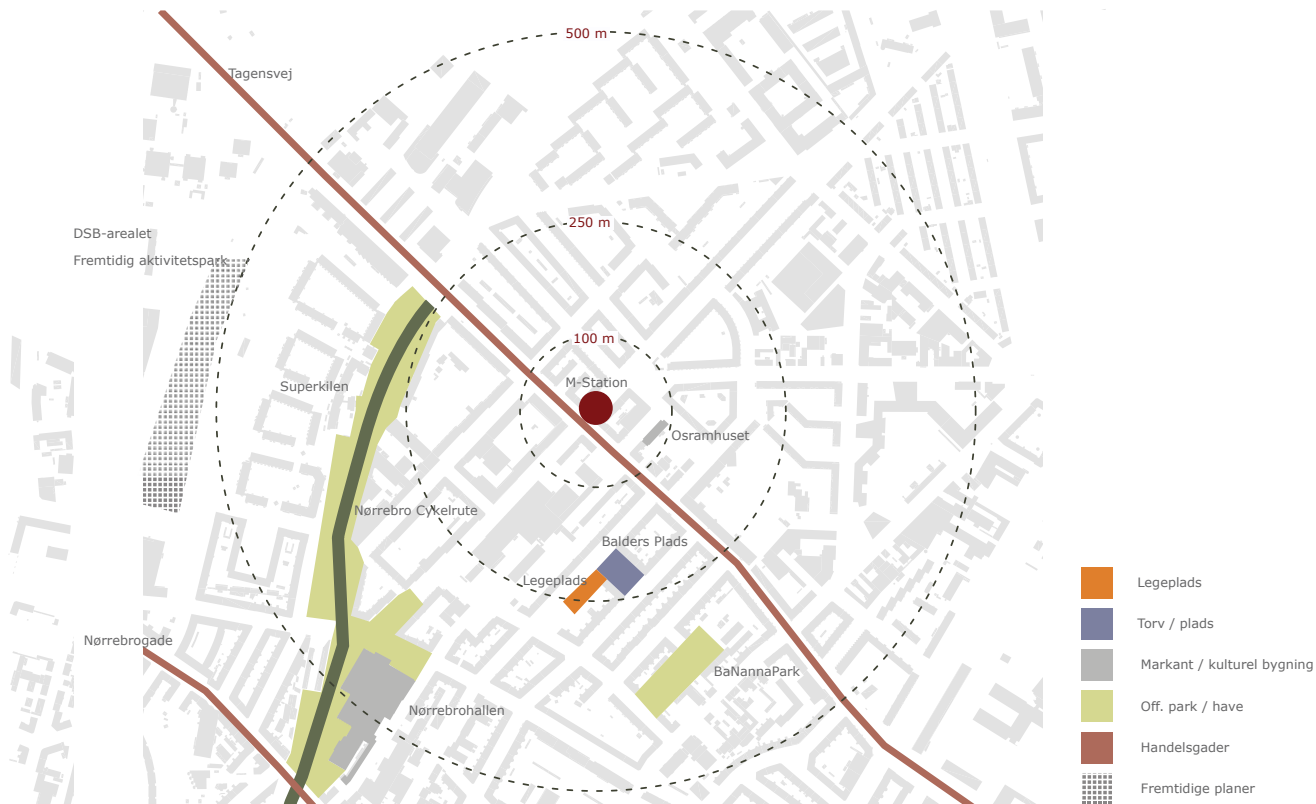 500 m
Tagensvej
250 m
DSB-arealet
Fremtidig aktivitetspark
100 m
M-Station
Superkilen
Osramhuset
Nørrebro Cykelrute
Balders Plads
Legeplads
Nørrebrogade
BaNannaPark
Nørrebrohallen
Legeplads
Torv / plads
Markant / kulturel bygning
Off. park / have
Handelsgader
Fremtidige planer